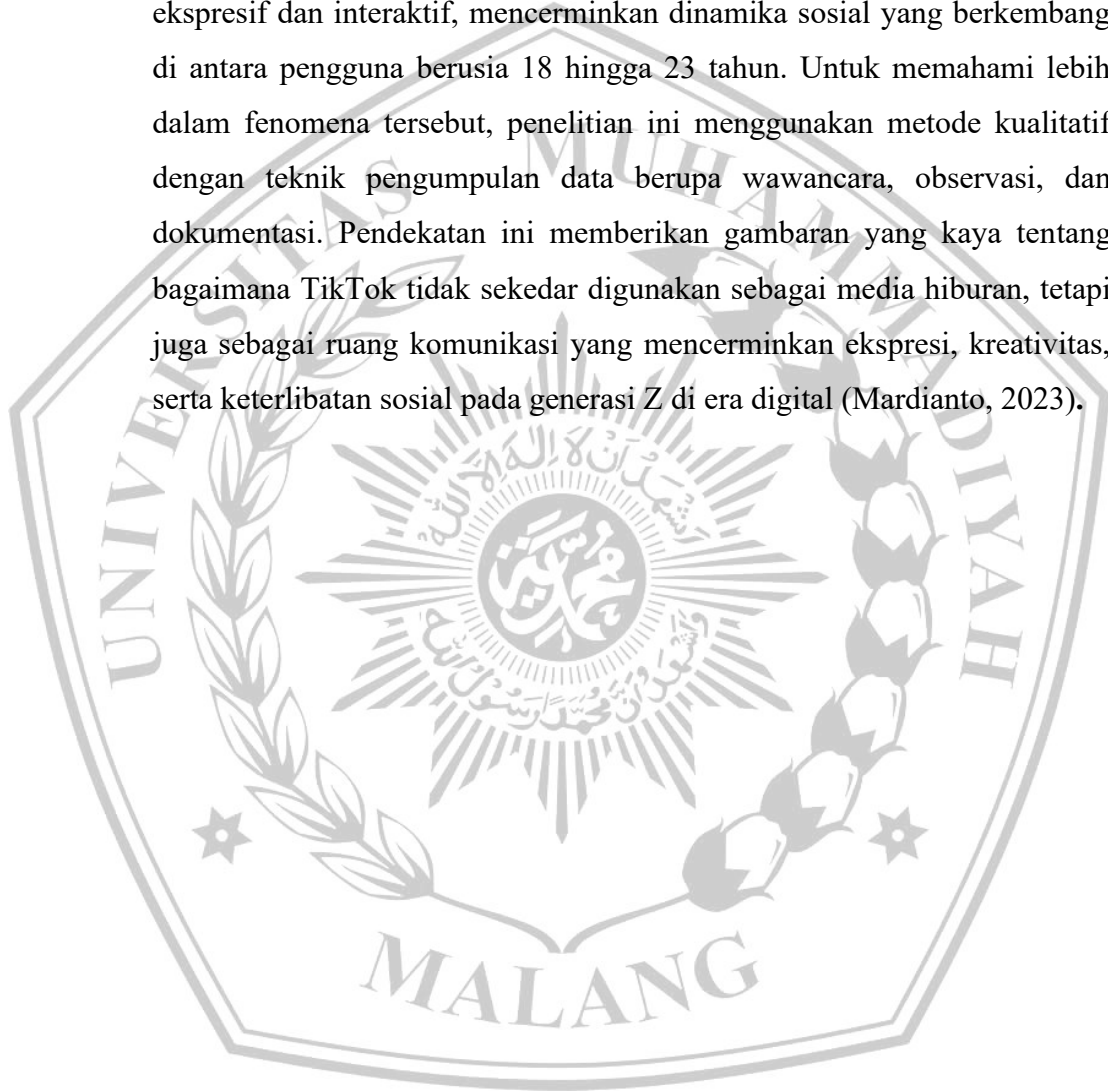 ekspresif dan interaktif, mencerminkan dinamika sosial yang berkembang
di antara pengguna berusia 18 hingga 23 tahun. Untuk memahami lebih
dalam fenomena tersebut, penelitian ini menggunakan metode kualitatif
dengan teknik pengumpulan data berupa wawancara, observasi, dan
dokumentasi. Pendekatan ini memberikan gambaran yang kaya tentang
bagaimana TikTok tidak sekedar digunakan sebagai media hiburan, tetapi
juga sebagai ruang komunikasi yang mencerminkan ekspresi, kreativitas,
serta keterlibatan sosial pada generasi Z di era digital (Mardianto, 2023).
UNIVERSITAS MUHAMMADIYAH
MALANG